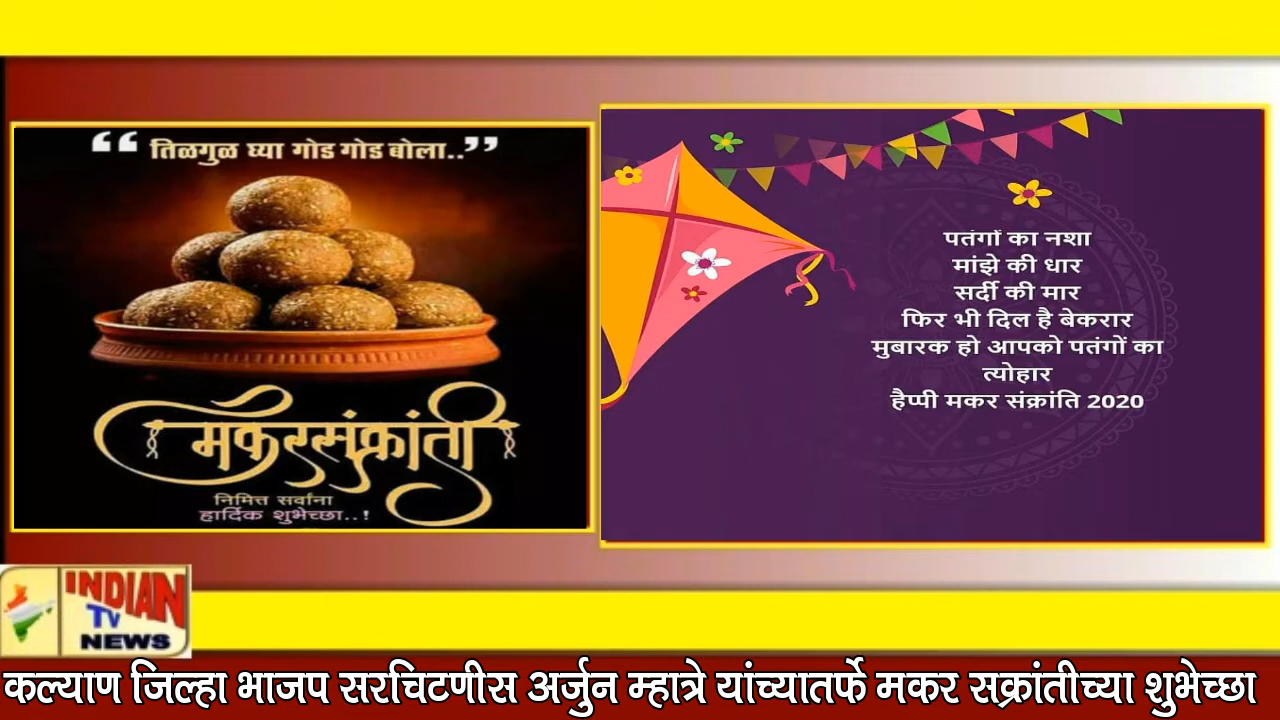 “ तिळगुळ घ्या गोड गोड बोला..”
मकरसंक्रांती
निमित्त सर्वांना
हार्दिक शुभेच्छा..!
पतंगों का नशा
मांझे की धार
सर्दी की मार
फिर भी दिल है बेकरार
मुबारक हो आपको पतंगों का
त्योहार
हैप्पी मकर संक्रांति 2020
INDIAN
TV
NEWS
कल्याण जिल्हा भाजप सरचिटणीस अर्जुन म्हात्रे यांच्यातर्फे मकर सक्रांतीच्या शुभेच्छा